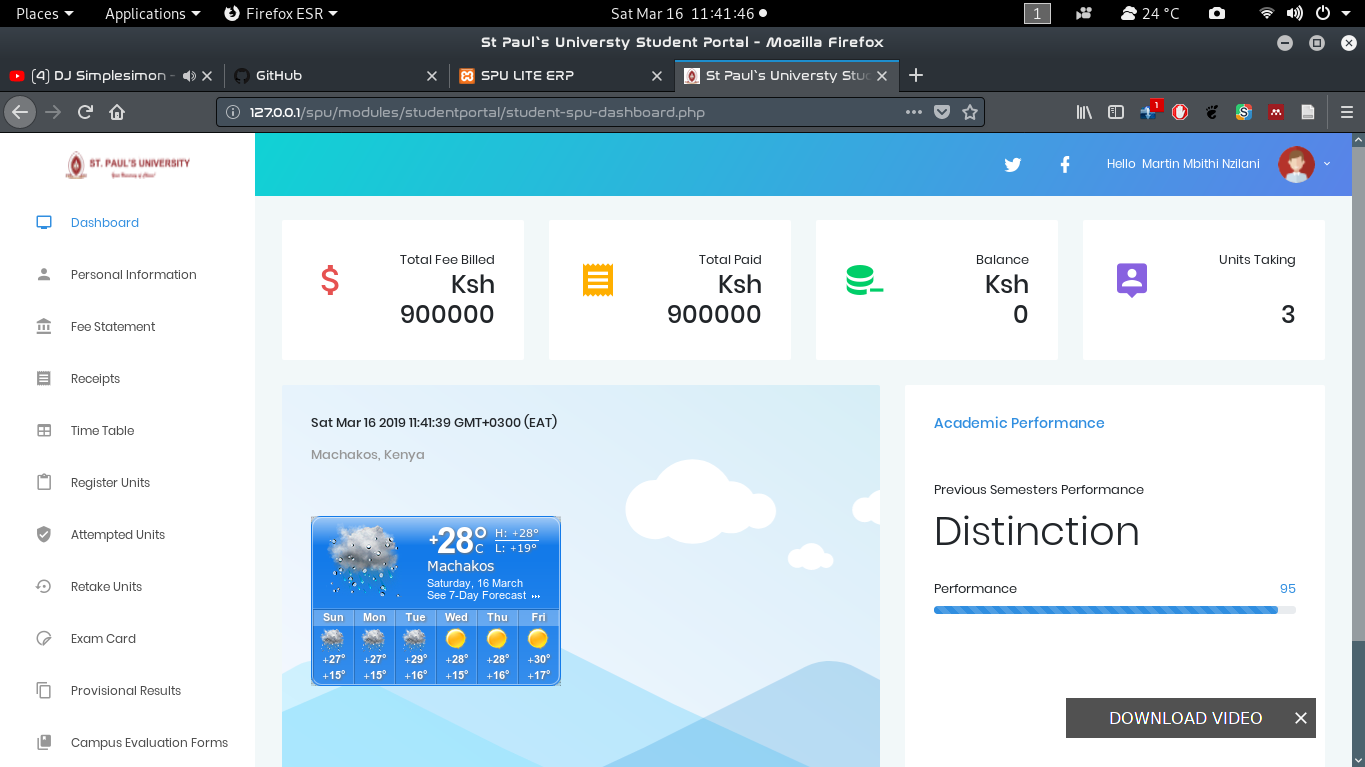 Places Applications Firefox ESR Sat Mar 16 11:41:46 1 24 °C
St Paul`s Universty Student Portal - Mozilla Firefox
(4) DJ Simplesimon - GitHub SPU LITE ERP St Paul`s Universty Stud
127.0.0.1/spu/modules/studentportal/student-spu-dashboard.php 1
ST. PAUL'S UNIVERSITY
Hello Martin Mbithi Nzilani
Dashboard
Personal Information
Fee Statement
Receipts
Time Table
Register Units
Attempted Units
Retake Units
Exam Card
Provisional Results
Campus Evaluation Forms
Total Fee Billed
Ksh
900000
Total Paid
Ksh
900000
Balance
Ksh
0
Units Taking
3
Sat Mar 16 2019 11:41:39 GMT+0300 (EAT)
Machakos, Kenya
+28°C H: +28°
L: +19°
Machakos
Saturday, 16 March
See 7-Day Forecast
Sun Mon Tue Wed Thu Fri
+27° +27° +29° +28° +28° +30°
+15° +15° +16° +15° +16° +17°
Academic Performance
Previous Semesters Performance
Distinction
Performance 95
DOWNLOAD VIDEO